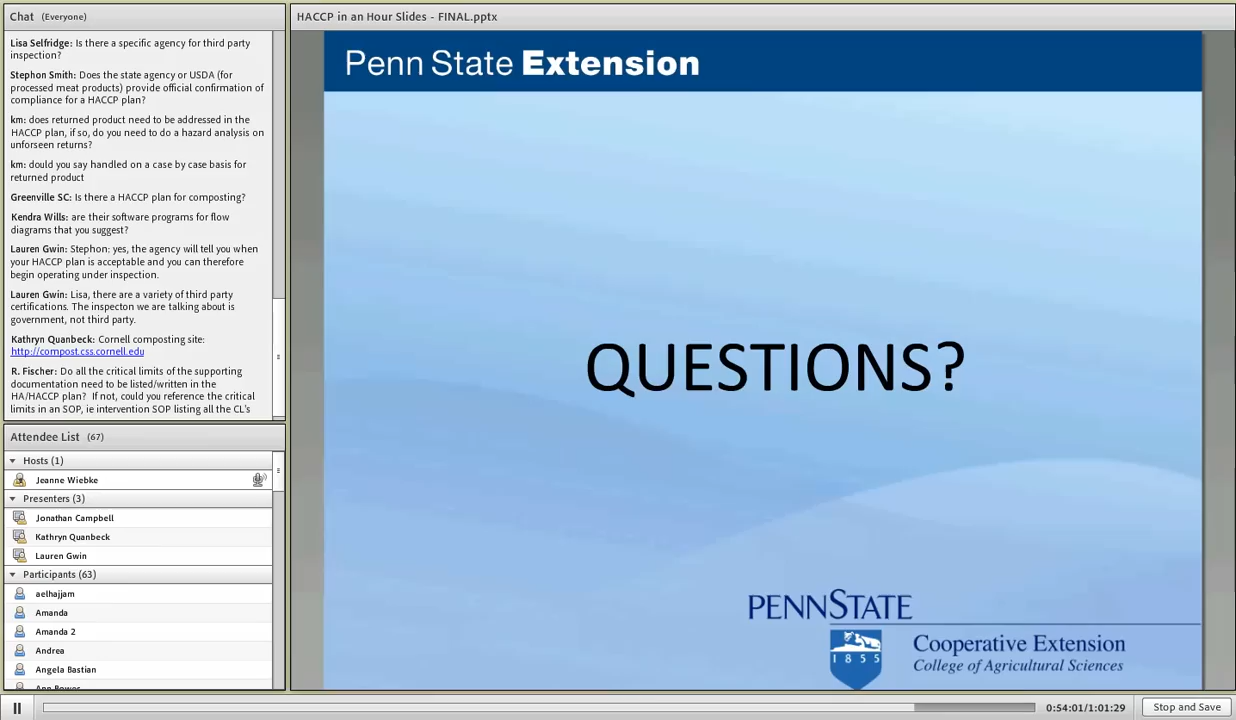 Chat (Everyone)
Lisa Selfridge: Is there a specific agency for third party
inspection?
Stephon Smith: Does the state agency or USDA (for
processed meat products) provide official confirmation of
compliance for a HACCP plan?
km: does returned product need to be addressed in the
HACCP plan, if so, do you need to do a hazard analysis on
unforseen returns?
km: dould you say handled on a case by case basis for
returned product
Greenville SC: Is there a HACCP plan for composting?
Kendra Wills: are their software programs for flow
diagrams that you suggest?
Lauren Gwin: Stephon: yes, the agency will tell you when
your HACCP plan is acceptable and you can therefore
begin operating under inspection.
Lauren Gwin: Lisa, there are a variety of third party
certifications. The inspecton we are talking about is
government, not third party.
Kathryn Quanbeck: Cornell composting site:
http://compost.css.cornell.edu
R. Fischer: Do all the critical limits of the supporting
documentation need to be listed/written in the
HA/HACCP plan? If not, could you reference the critical
limits in an SOP, ie intervention SOP listing all the CL's
Attendee List (67)
Hosts (1)
Jeanne Wiebke
Presenters (3)
Jonathan Campbell
Kathryn Quanbeck
Lauren Gwin
Participants (63)
aelhajjam
Amanda
Amanda 2
Andrea
Angela Bastian
HACCP in an Hour Slides - FINAL.pptx
Penn State Extension
QUESTIONS?
PENNSTATE
1855
Cooperative Extension
College of Agricultural Sciences
0:54:01/1:01:29
Stop and Save